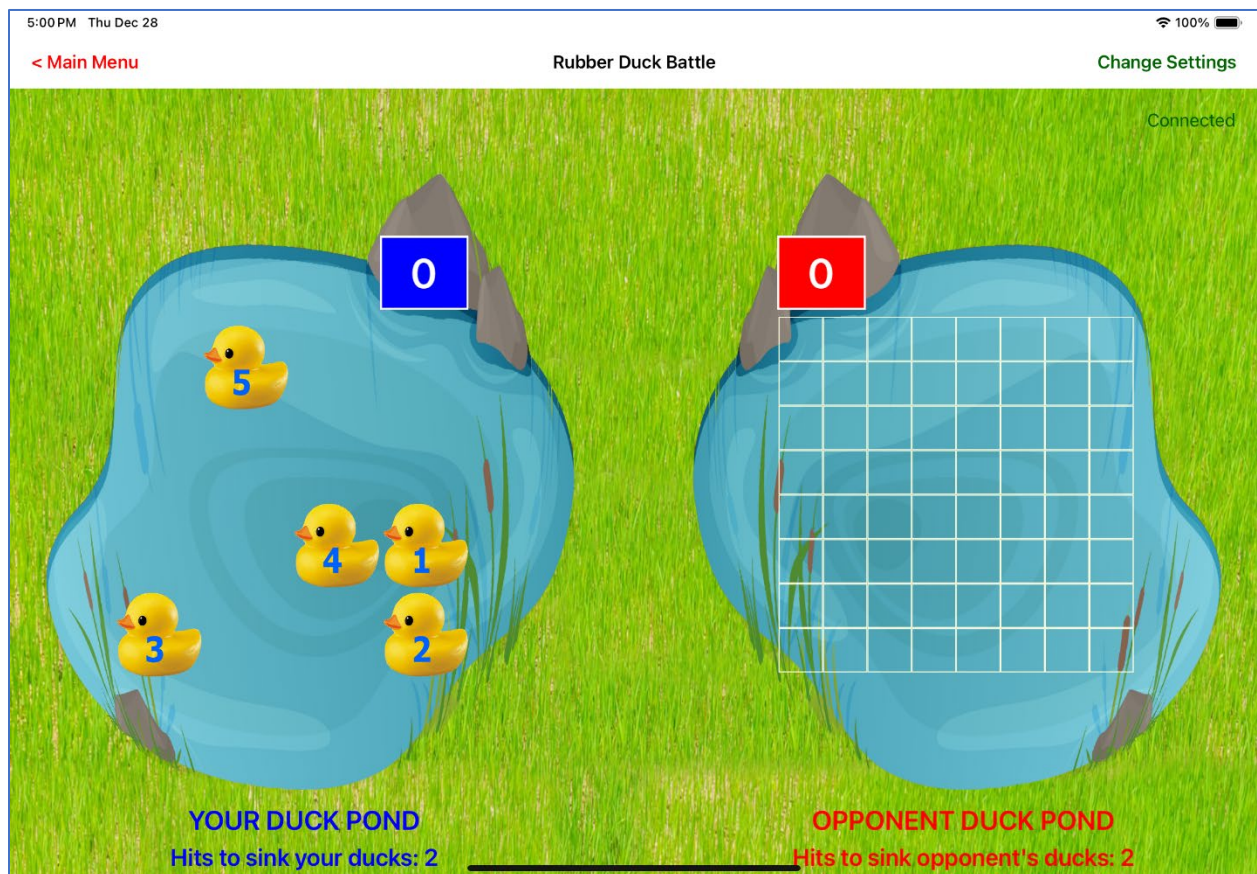 5:00 PM Thu Dec 28
100%
< Main Menu
Rubber Duck Battle
Change Settings
Connected
0
0
5
4
1
3
2
YOUR DUCK POND
Hits to sink your ducks: 2
OPPONENT DUCK POND
Hits to sink opponent's ducks: 2